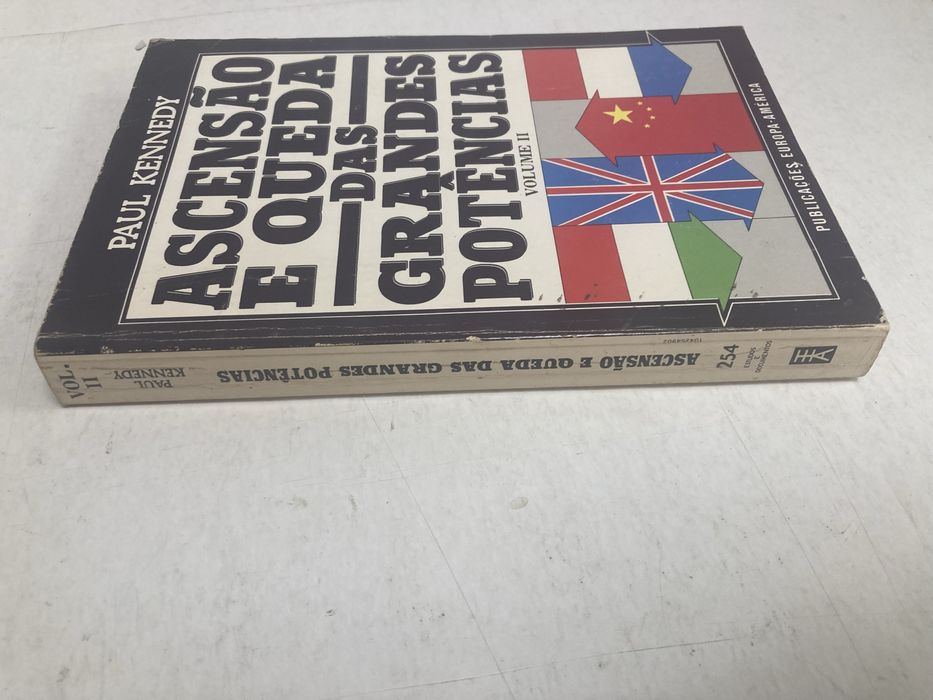 PAUL KENNEDY
ASCENSÃO
E QUEDA
DAS
GRANDES
POTÊNCIAS
VOLUME II
PUBLICAÇÕES EUROPA-AMÉRICA
VOL.
II
PAUL
KENNEDY
ASCENSÃO E QUEDA DAS GRANDES POTÊNCIAS
104254902
254
ESTUDOS
E
DOCUMENTOS